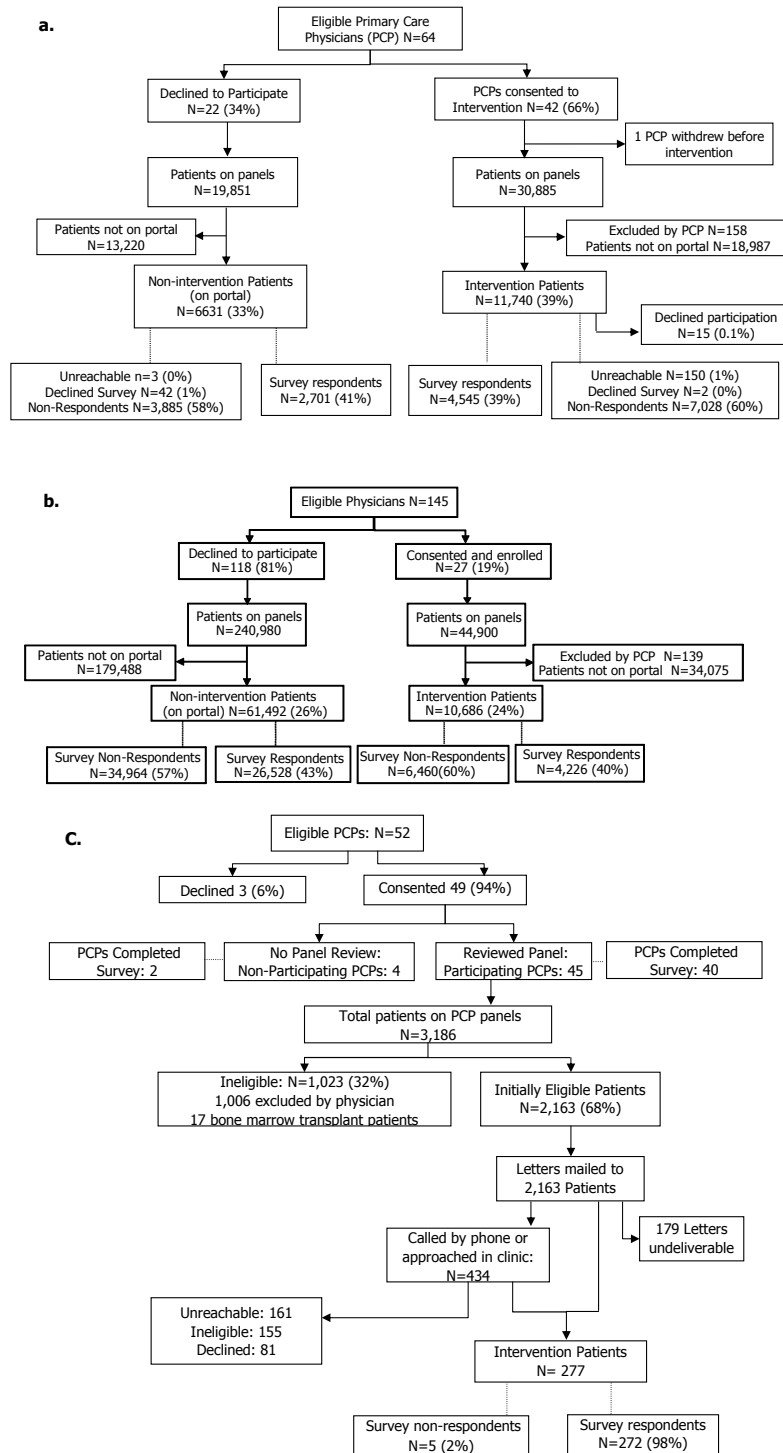 a.
Eligible Primary Care
Physicians (PCP) N=64
Declined to Participate
N=22 (34%)
PCPs consented to
Intervention N=42 (66%)
1 PCP withdrew before
intervention
Patients on panels
N=19,851
Patients on panels
N=30,885
Patients not on portal
N=13,220
Excluded by PCP N=158
Patients not on portal N=18,987
Non-intervention Patients
(on portal)
N=6631 (33%)
Intervention Patients
N=11,740 (39%)
Declined participation
N=15 (0.1%)
Unreachable n=3 (0%)
Declined Survey N=42 (1%)
Non-Respondents N=3,885 (58%)
Survey respondents
N=2,701 (41%)
Survey respondents
N=4,545 (39%)
Unreachable N=150 (1%)
Declined Survey N=2 (0%)
Non-Respondents N=7,028 (60%)
b.
Eligible Physicians N=145
Declined to participate
N=118 (81%)
Consented and enrolled
N=27 (19%)
Patients on panels
N=240,980
Patients on panels
N=44,900
Patients not on portal
N=179,488
Excluded by PCP N=139
Patients not on portal N=34,075
Non-intervention Patients
(on portal) N=61,492 (26%)
Intervention Patients
N=10,686 (24%)
Survey Non-Respondents
N=34,964 (57%)
Survey Respondents
N=26,528 (43%)
Survey Non-Respondents
N=6,460(60%)
Survey Respondents
N=4,226 (40%)
C.
Eligible PCPs: N=52
Declined 3 (6%)
Consented 49 (94%)
PCPs Completed
Survey: 2
No Panel Review:
Non-Participating PCPs: 4
Reviewed Panel:
Participating PCPs: 45
PCPs Completed
Survey: 40
Total patients on PCP panels
N=3,186
Ineligible: N=1,023 (32%)
1,006 excluded by physician
17 bone marrow transplant patients
Initially Eligible Patients
N=2,163 (68%)
Letters mailed to
2,163 Patients
179 Letters
undeliverable
Called by phone or
approached in clinic:
N=434
Unreachable: 161
Ineligible: 155
Declined: 81
Intervention Patients
N= 277
Survey non-respondents
N=5 (2%)
Survey respondents
N=272 (98%)